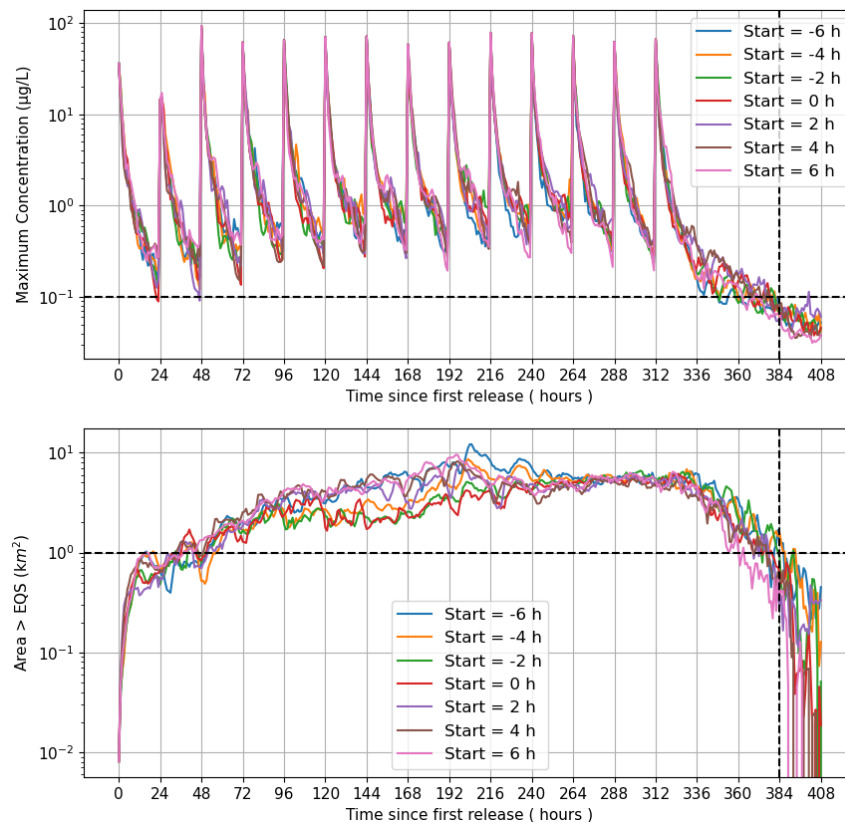 Maximum Concentration (µg/L)
10²
10¹
10⁰
10⁻¹
Start = -6 h
Start = -4 h
Start = -2 h
Start = 0 h
Start = 2 h
Start = 4 h
Start = 6 h
0 24 48 72 96 120 144 168 192 216 240 264 288 312 336 360 384 408
Time since first release ( hours )
Area > EQS (km²)
10¹
10⁰
10⁻¹
10⁻²
Start = -6 h
Start = -4 h
Start = -2 h
Start = 0 h
Start = 2 h
Start = 4 h
Start = 6 h
0 24 48 72 96 120 144 168 192 216 240 264 288 312 336 360 384 408
Time since first release ( hours )